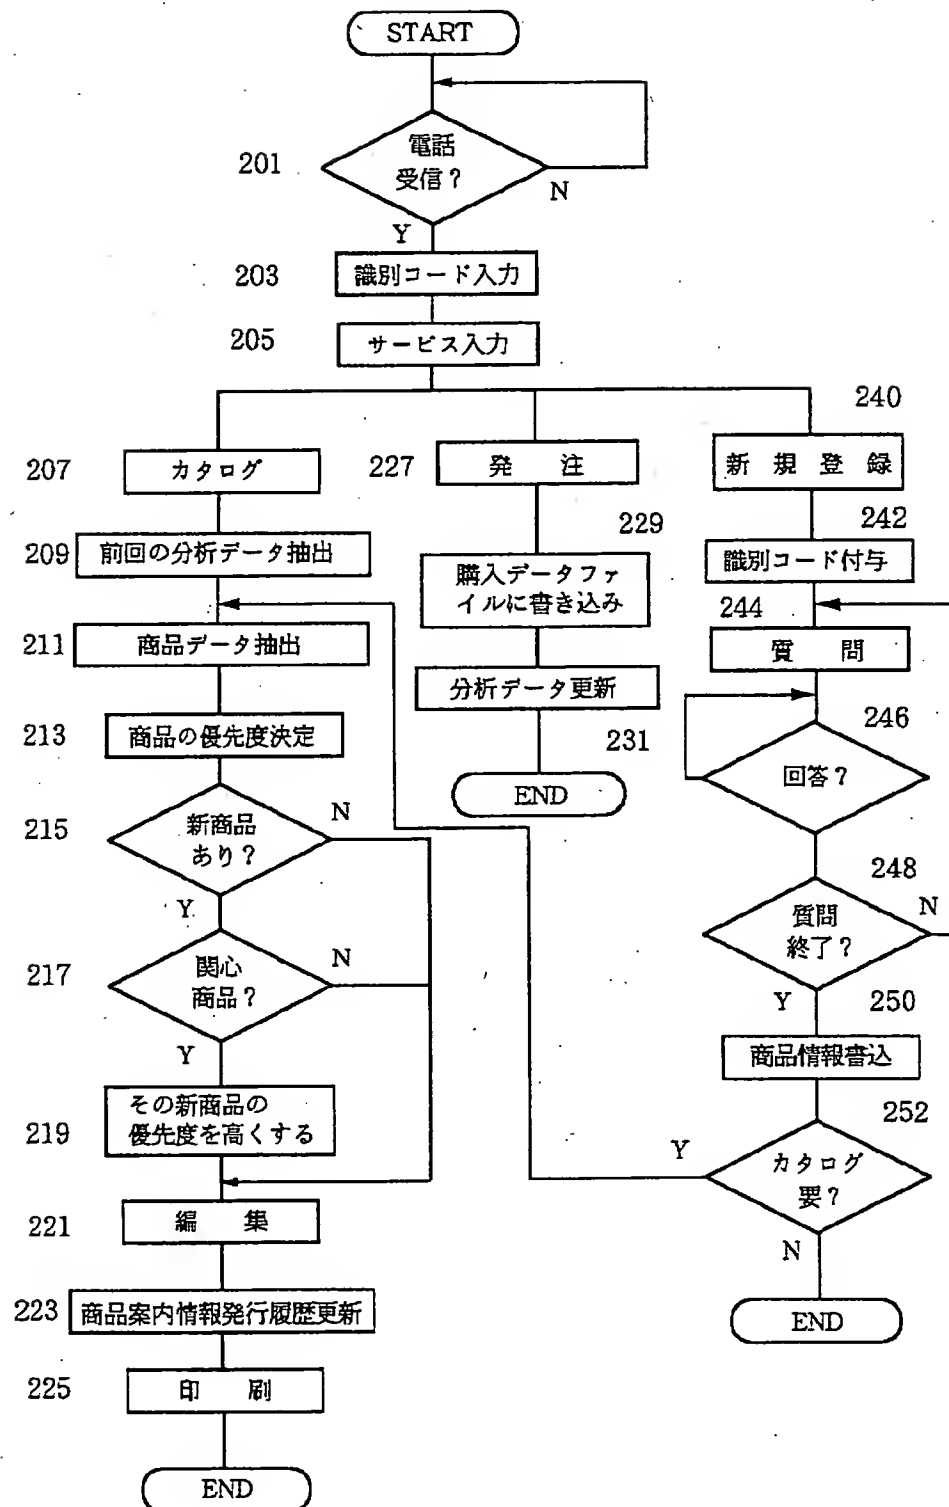 START
電話
201
受信?
N
Y
203
識別コード入力
205
サービス入力
207
カタログ
209
前回の分析データ抽出
211
商品データ抽出
213
商品の優先度決定
215
新商品
あり?
N
Y
217
関心
商品?
N
Y
219
その新商品の
優先度を高くする
221
編 集
223
商品案内情報発行履歴更新
225
印 刷
END
227
発 注
229
購入データファ
イルに書き込み
分析データ更新
231
END
240
新 規 登 録
242
識別コード付与
244
質 問
246
回答?
248
質問
終了?
N
Y
250
商品情報書込
252
カタログ
要?
Y
N
END